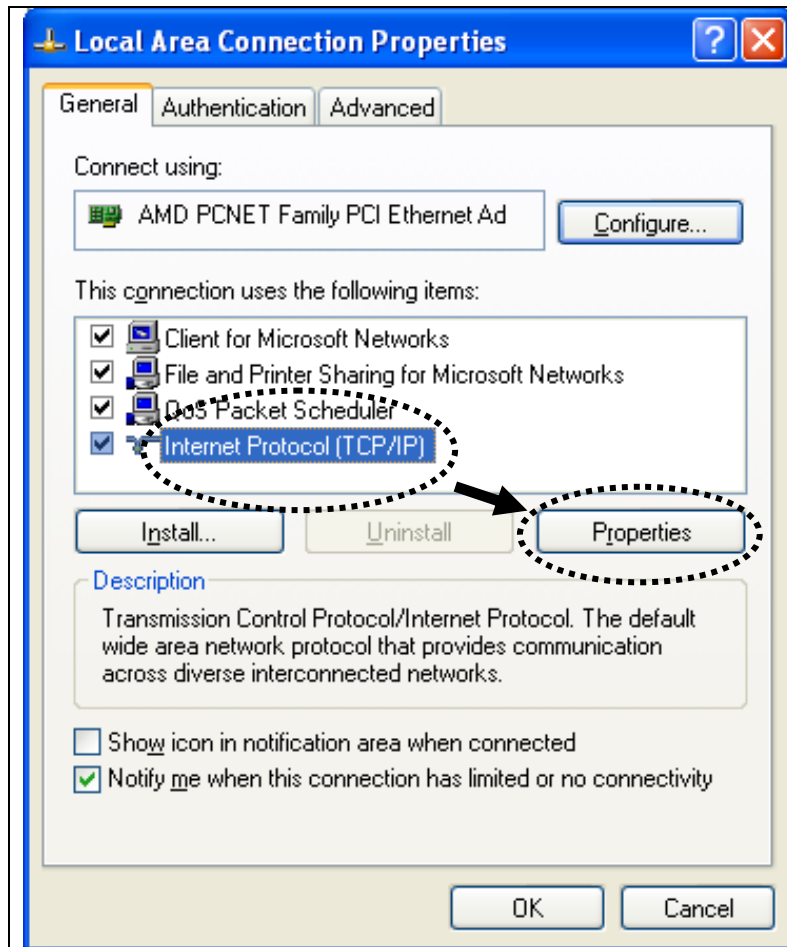 Local Area Connection Properties
General
Authentication
Advanced
Connect using:
AMD PCNET Family PCI Ethernet Ad
Configure...
This connection uses the following items:
Client for Microsoft Networks
File and Printer Sharing for Microsoft Networks
QoS Packet Scheduler
Internet Protocol (TCP/IP)
Install...
Uninstall
Properties
Description
Transmission Control Protocol/Internet Protocol. The default
wide area network protocol that provides communication
across diverse interconnected networks.
Show icon in notification area when connected
Notify me when this connection has limited or no connectivity
OK
Cancel